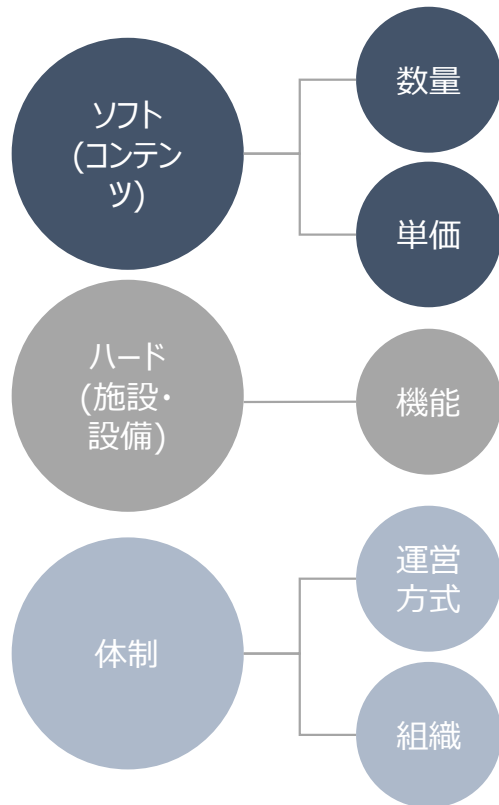 ソフト
(コンテン
ツ)
数量
単価
ハード
(施設・
設備)
機能
体制
運営
方式
組織